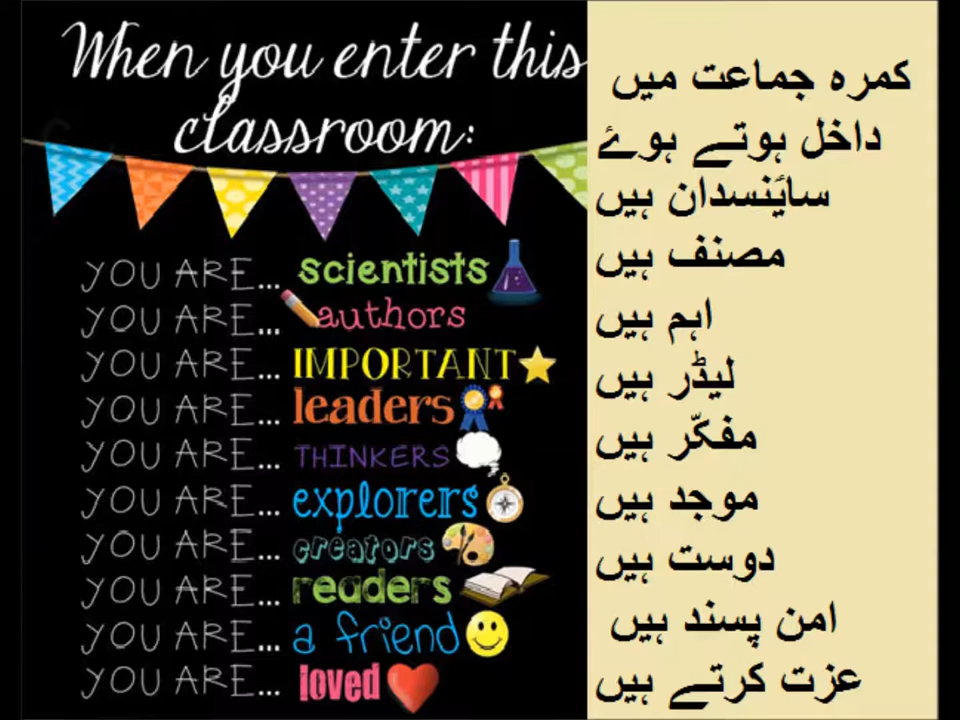 When you enter this
classroom:
YOU ARE... scientists
YOU ARE... authors
YOU ARE... IMPORTANT
YOU ARE... leaders
YOU ARE... THINKERS
YOU ARE... explorers
YOU ARE... creators
YOU ARE... readers
YOU ARE... a friend
YOU ARE... loved
کمرہ جماعت میں
داخل ہوتے ہوئے
سائنسدان ہیں
مصنف ہیں
اہم ہیں
لیڈر ہیں
مفکّر ہیں
موجد ہیں
دوست ہیں
امن پسند ہیں
عزت کرتے ہیں